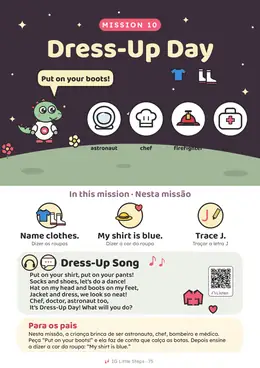 MISSION 10
Dress-Up Day
Put on your boots!
astronaut
chef
firefighter
In this mission · Nesta missão
Name clothes.
Dizer as roupas
My shirt is blue.
Dizer a cor da roupa
Trace J.
Traçar a letra J
Dress-Up Song
Put on your shirt, put on your pants!
Socks and shoes, let's do a dance!
Hat on my head and boots on my feet,
Jacket and dress, we look so neat!
Chef, doctor, astronaut too,
It's Dress-Up Day! What will you do?
Para os pais
Nesta missão, a criança brinca de ser astronauta, chef, bombeiro e médico.
Peça "Put on your boots!" e ela faz de conta que calça as botas. Depois ensine
a dizer a cor da roupa: "My shirt is blue."